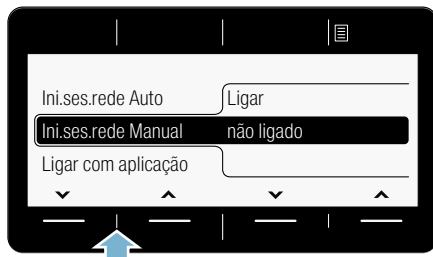 Ini.ses.rede Auto Ligar
Ini.ses.rede Manual não ligado
Ligar com aplicação